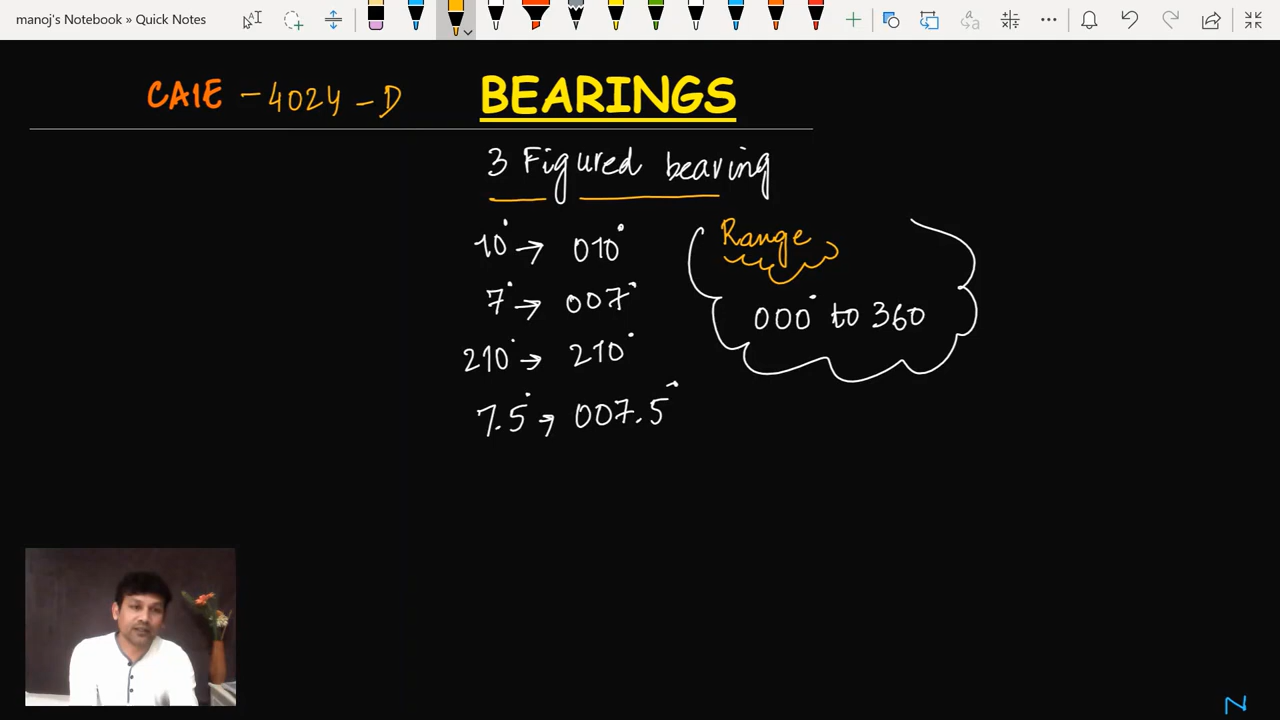 manoj's Notebook » Quick Notes
CAIE - 4024 - D
BEARINGS
3 Figured bearing
10° → 010°
7° → 007°
210° → 210°
7.5° → 007.5°
Range
000° to 360
N